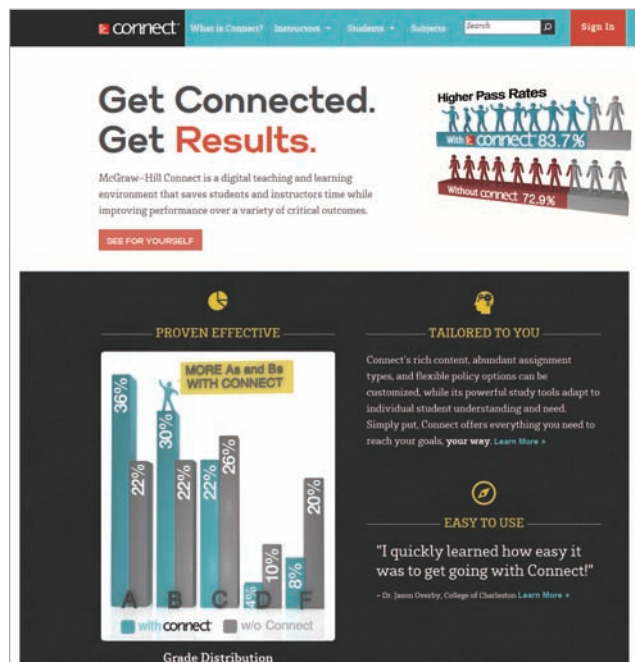 connect
What is Connect?
Instructors
Students
Subjects
Search
Sign In
Get Connected.
Get Results.
McGraw-Hill Connect is a digital teaching and learning
environment that saves students and instructors time while
improving performance over a variety of critical outcomes.
SEE FOR YOURSELF
Higher Pass Rates
With connect 83.7%
Without connect 72.9%
PROVEN EFFECTIVE
MORE As and Bs
WITH CONNECT
36%
22%
30%
22%
22%
26%
4%
10%
8%
20%
A B C D F
with connect
w/o Connect
Grade Distribution
TAILORED TO YOU
Connect's rich content, abundant assignment
types, and flexible policy options can be
customized, while its powerful study tools adapt to
individual student understanding and need.
Simply put, Connect offers everything you need to
reach your goals, your way. Learn More »
EASY TO USE
"I quickly learned how easy it
was to get going with Connect!"
- Dr. Jason Overby, College of Charleston Learn More »